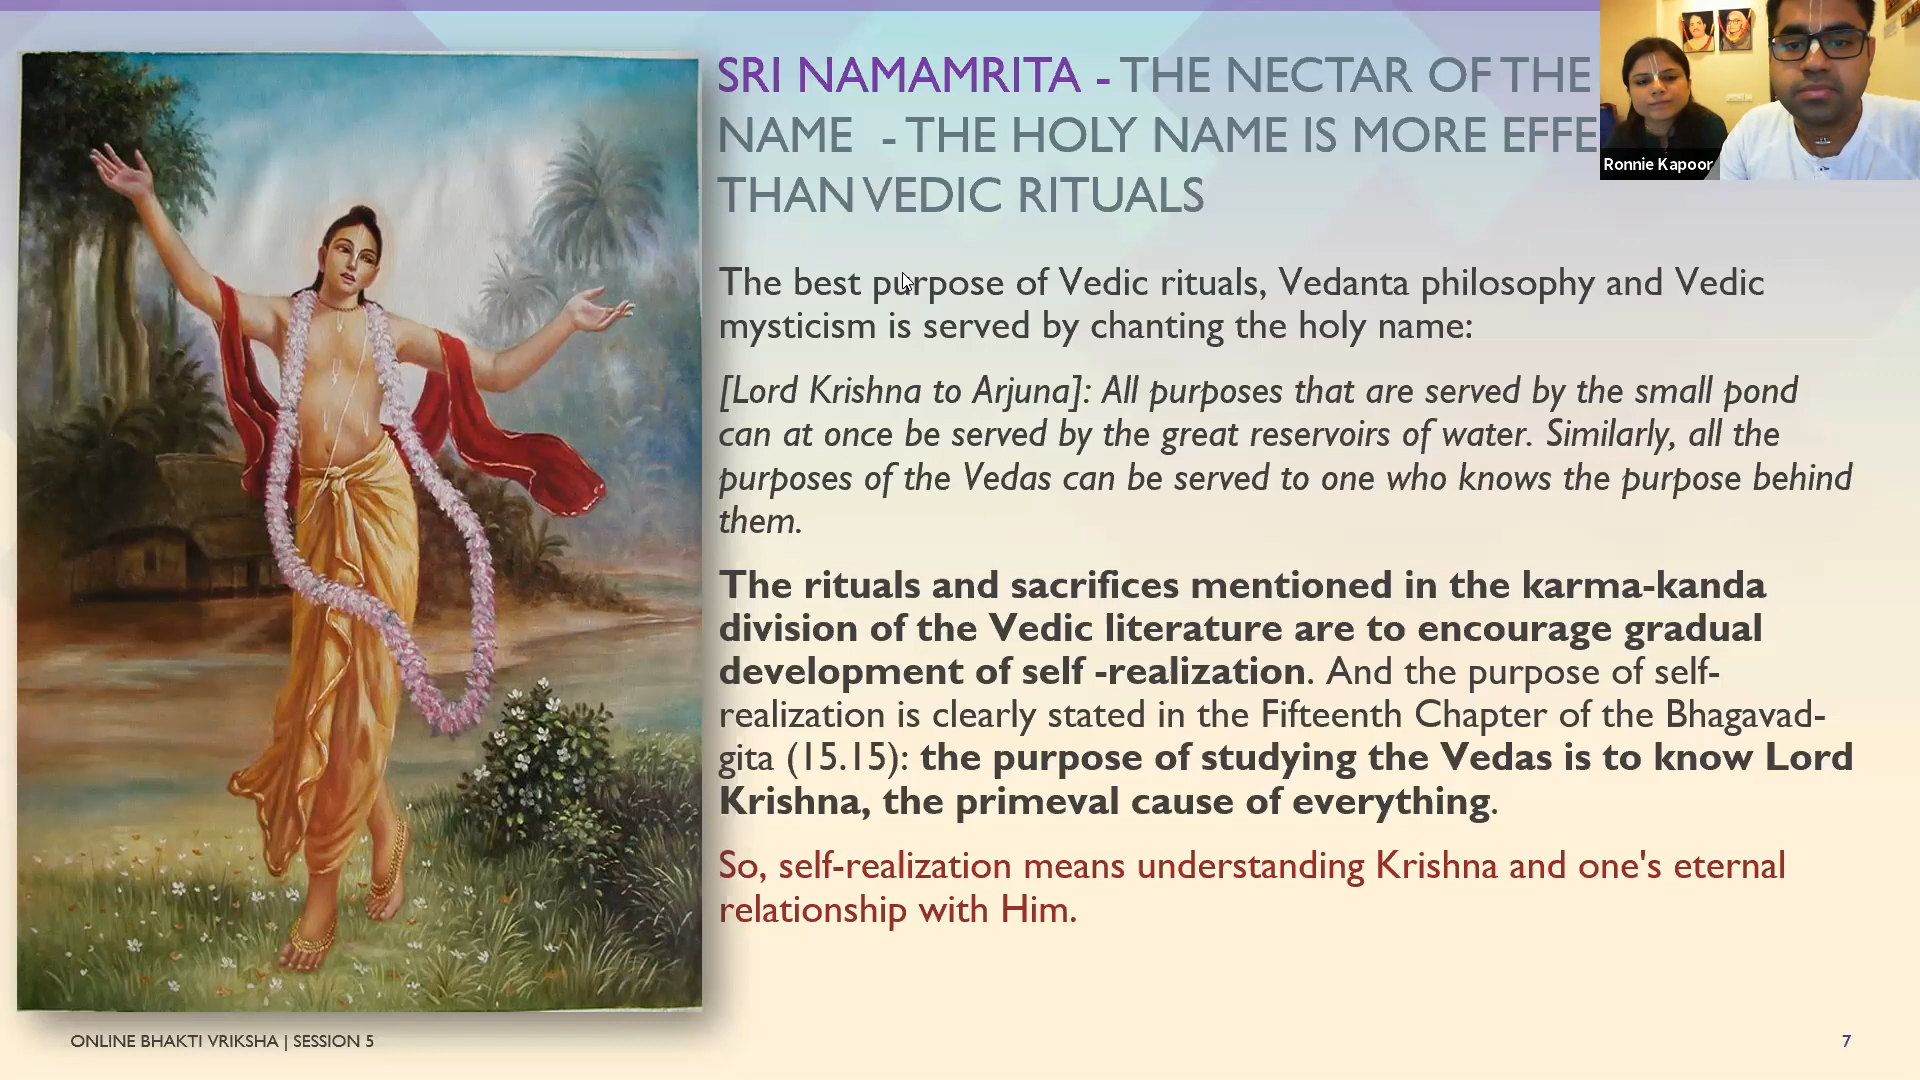 SRI NAMAMRITA - THE NECTAR OF THE
NAME - THE HOLY NAME IS MORE EFFE
THAN VEDIC RITUALS
Ronnie Kapoor
The best purpose of Vedic rituals, Vedanta philosophy and Vedic
mysticism is served by chanting the holy name:
[Lord Krishna to Arjuna]: All purposes that are served by the small pond
can at once be served by the great reservoirs of water. Similarly, all the
purposes of the Vedas can be served to one who knows the purpose behind
them.
The rituals and sacrifices mentioned in the karma-kanda
division of the Vedic literature are to encourage gradual
development of self -realization. And the purpose of self-
realization is clearly stated in the Fifteenth Chapter of the Bhagavad-
gita (15.15): the purpose of studying the Vedas is to know Lord
Krishna, the primeval cause of everything.
So, self-realization means understanding Krishna and one's eternal
relationship with Him.
ONLINE BHAKTI VRIKSHA | SESSION 5
7